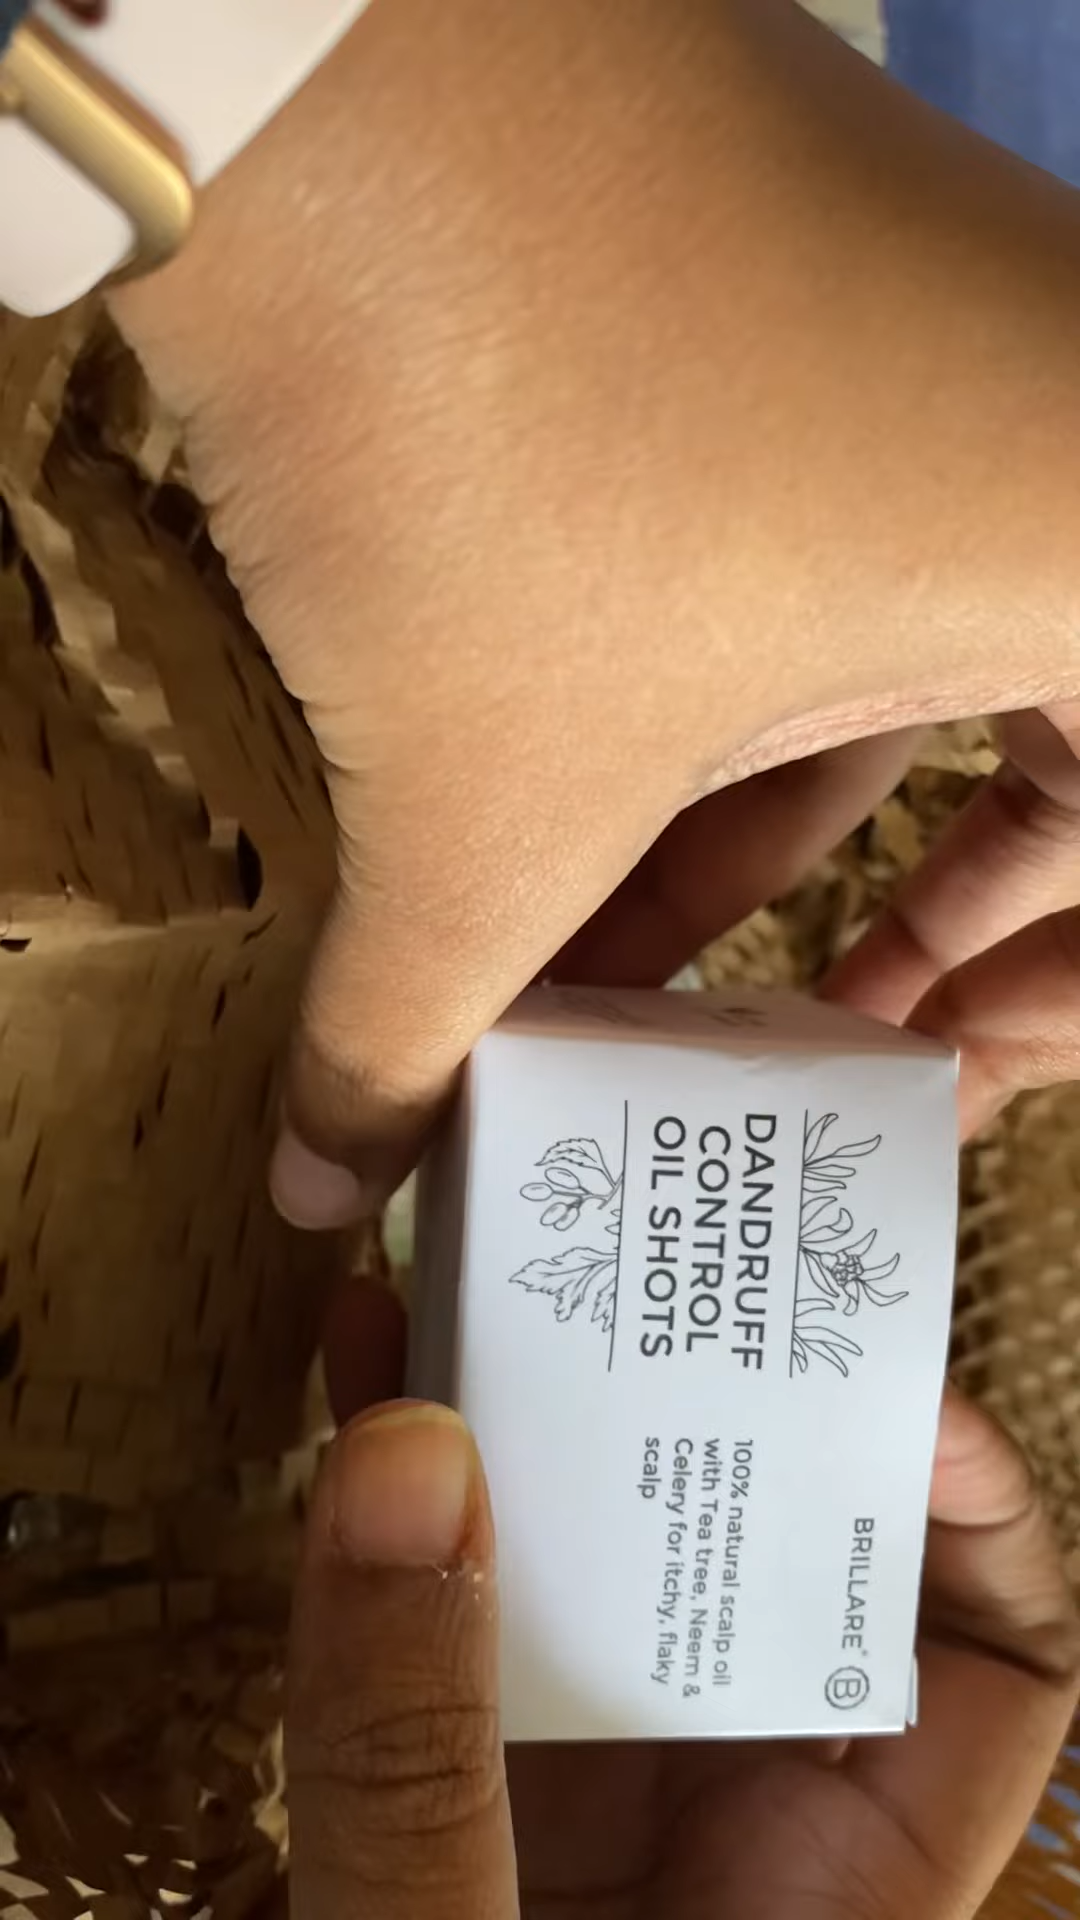 BRILLARE® B
DANDRUFF
CONTROL
OIL SHOTS
100% natural scalp oil
with Tea tree, Neem &
Celery for itchy, flaky
scalp